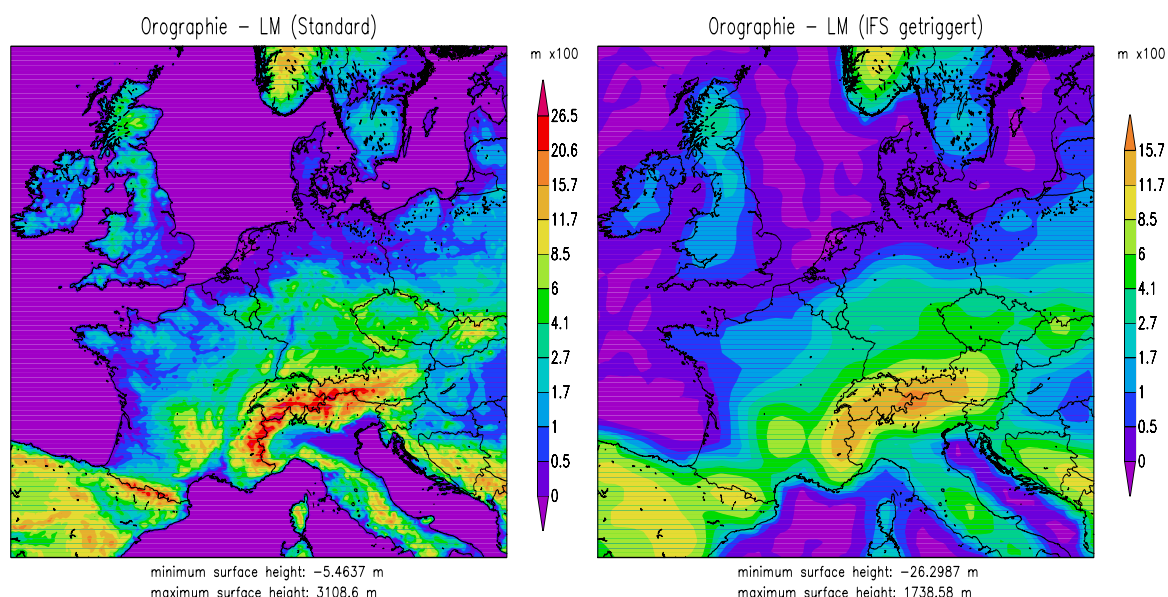 Orographie – LM (Standard)
m x100
26.5
20.6
15.7
11.7
8.5
6
4.1
2.7
1.7
1
0.5
0
minimum surface height: −5.4637 m
maximum surface height: 3108.6 m
Orographie – LM (IFS getriggert)
m x100
15.7
11.7
8.5
6
4.1
2.7
1.7
1
0.5
0
minimum surface height: −26.2987 m
maximum surface height: 1738.58 m